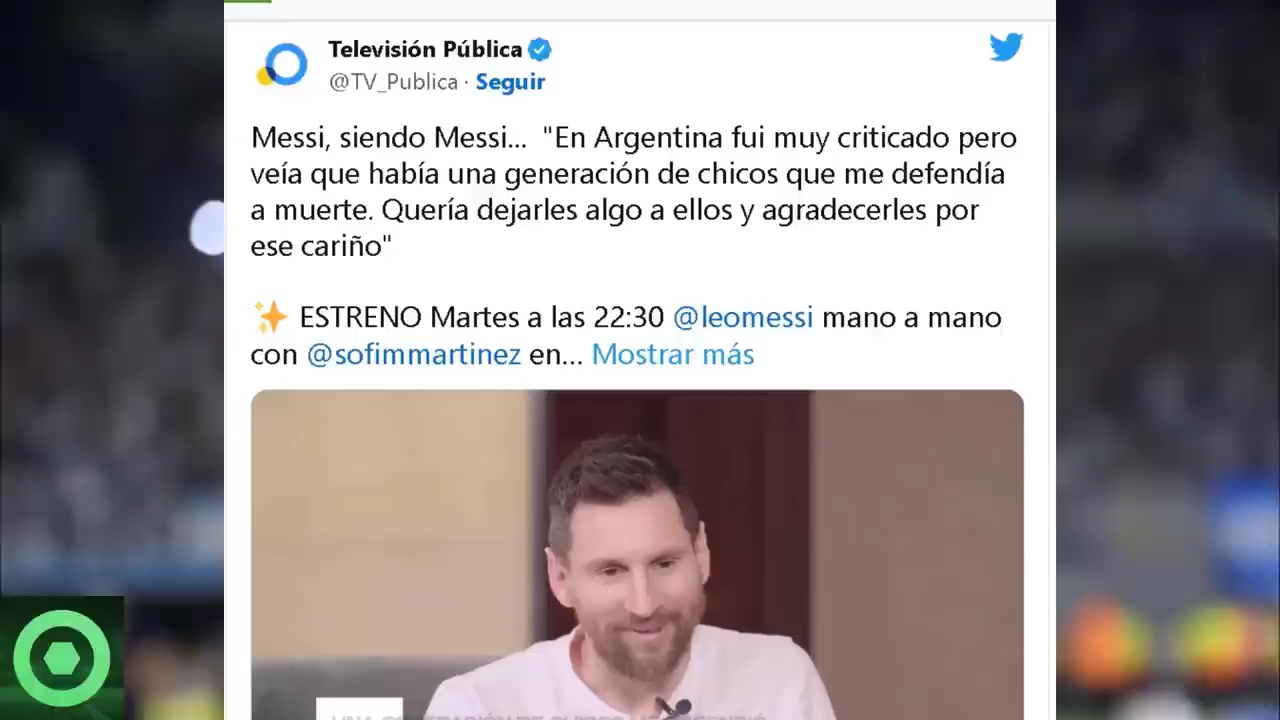 Televisión Pública
@TV_Publica · Seguir
Messi, siendo Messi... "En Argentina fui muy criticado pero
veía que había una generación de chicos que me defendía
a muerte. Quería dejarles algo a ellos y agradecerles por
ese cariño"
ESTRENO Martes a las 22:30 @leomessi mano a mano
con @sofimmartinez en... Mostrar más